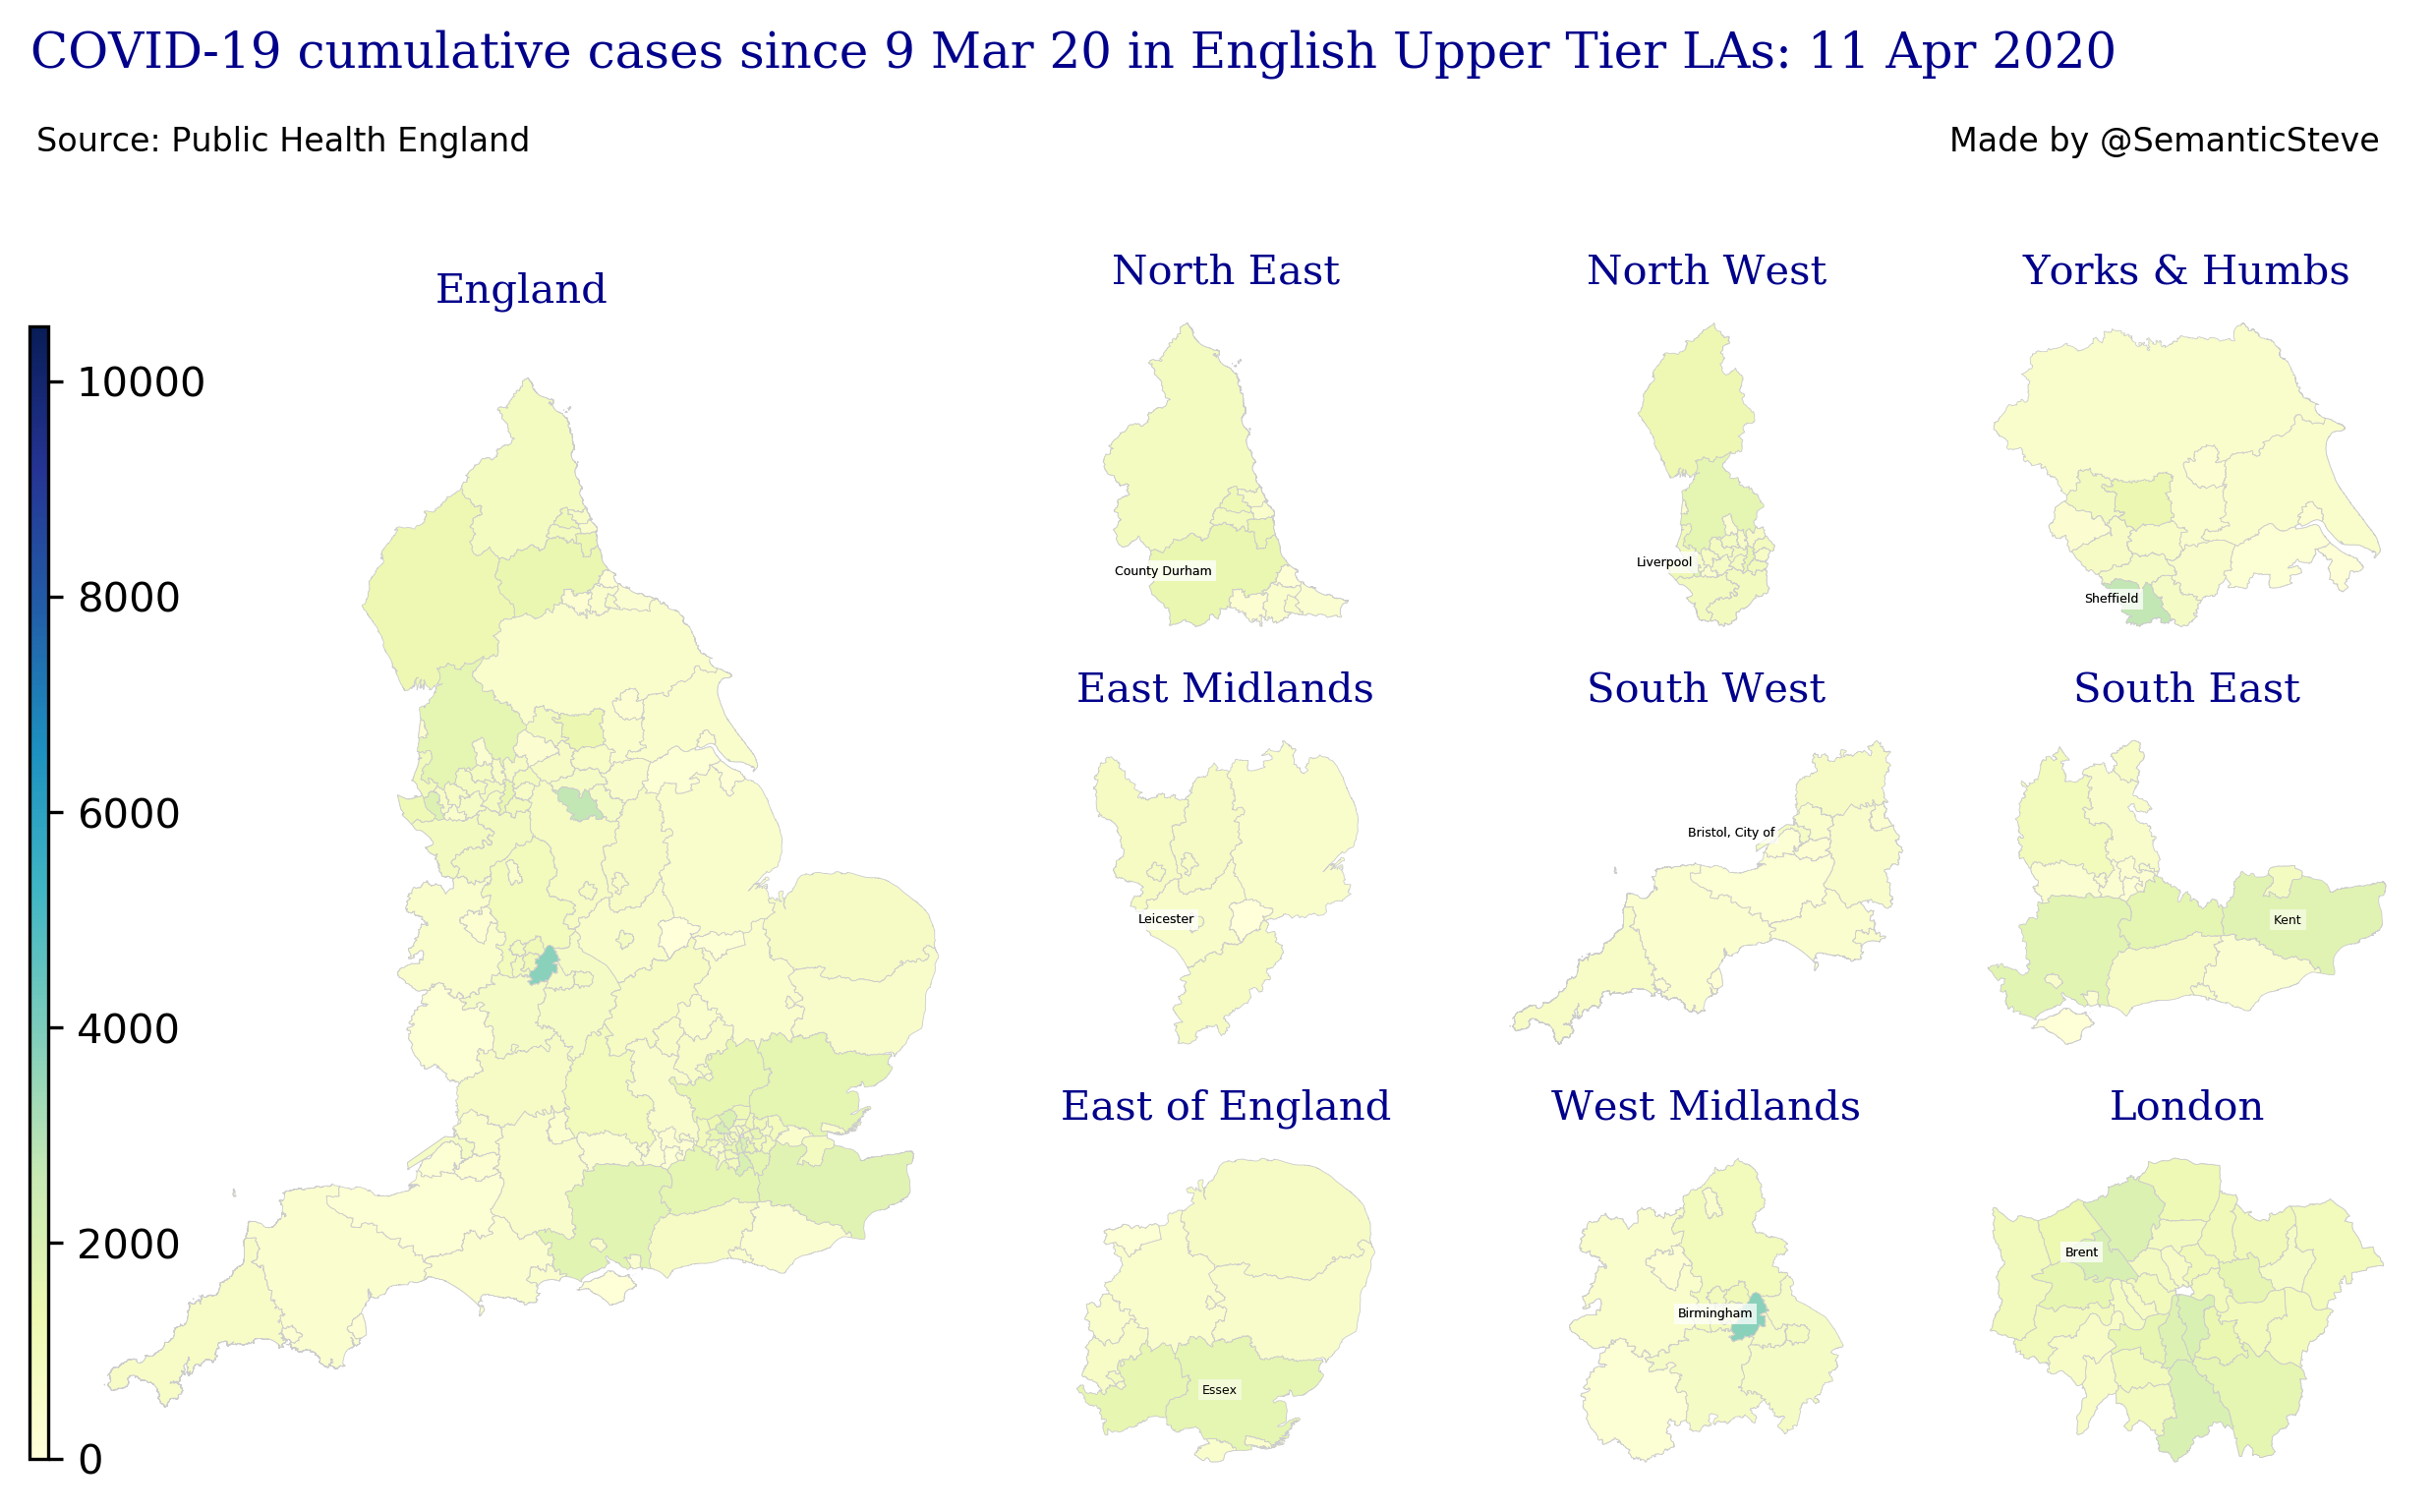 COVID-19 cumulative cases since 9 Mar 20 in English Upper Tier LAs: 11 Apr 2020
Source: Public Health England
Made by @SemanticSteve
England
10000
8000
6000
4000
2000
0
North East
County Durham
North West
Liverpool
Yorks & Humbs
Sheffield
East Midlands
Leicester
South West
Bristol, City of
South East
Kent
East of England
Essex
West Midlands
Birmingham
London
Brent